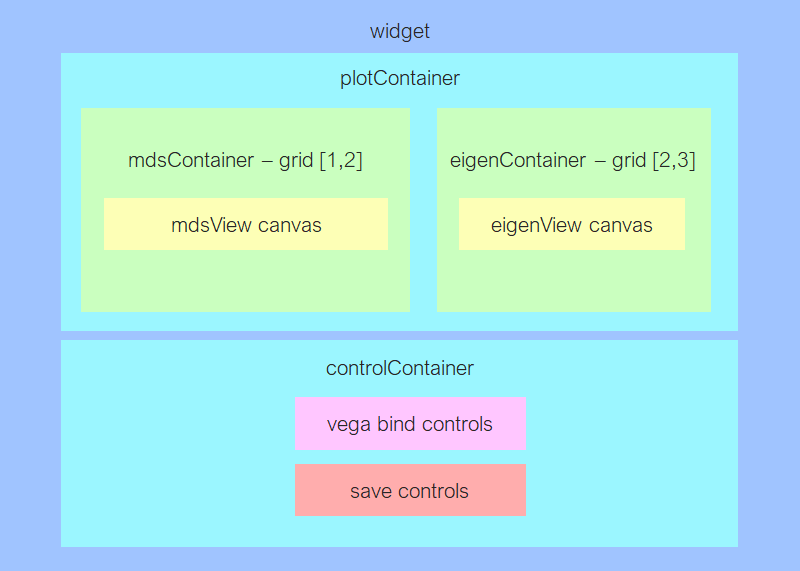 widget
plotContainer
mdsContainer – grid [1,2]
eigenContainer – grid [2,3]
mdsView canvas
eigenView canvas
controlContainer
vega bind controls
save controls